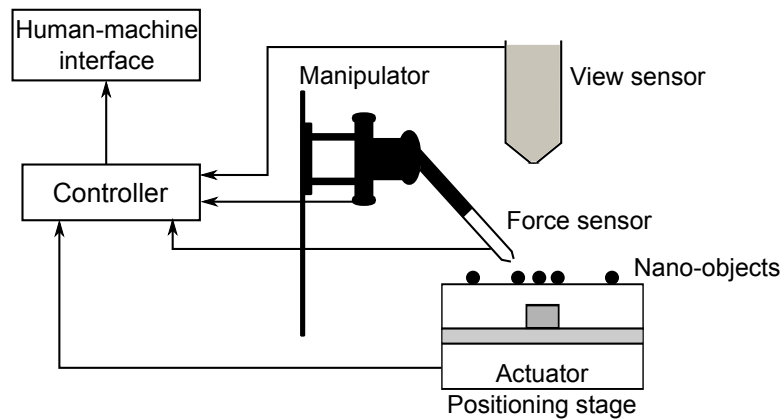 Human-machine
interface
Manipulator
View sensor
Controller
Force sensor
Nano-objects
Actuator
Positioning stage